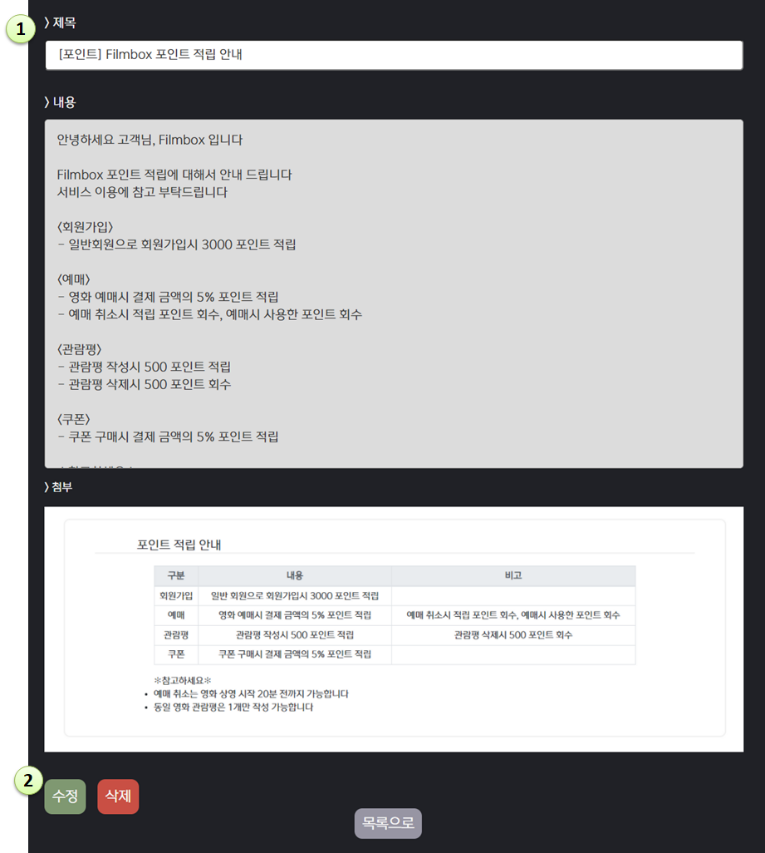 1
〉제목
[포인트] Filmbox 포인트 적립 안내
〉내용
안녕하세요 고객님, Filmbox 입니다
Filmbox 포인트 적립에 대해서 안내 드립니다
서비스 이용에 참고 부탁드립니다
〈회원가입〉
- 일반회원으로 회원가입시 3000 포인트 적립
〈예매〉
- 영화 예매시 결제 금액의 5% 포인트 적립
- 예매 취소시 적립 포인트 회수, 예매시 사용한 포인트 회수
〈관람평〉
- 관람평 작성시 500 포인트 적립
- 관람평 삭제시 500 포인트 회수
〈쿠폰〉
- 쿠폰 구매시 결제 금액의 5% 포인트 적립
〉첨부
포인트 적립 안내
구분 내용 비고
회원가입 일반 회원으로 회원가입시 3000 포인트 적립
예매 영화 예매시 결제 금액의 5% 포인트 적립 예매 취소시 적립 포인트 회수, 예매시 사용한 포인트 회수
관람평 관람평 작성시 500 포인트 적립 관람평 삭제시 500 포인트 회수
쿠폰 쿠폰 구매시 결제 금액의 5% 포인트 적립
※참고하세요※
• 예매 취소는 영화 상영 시작 20분 전까지 가능합니다
• 동일 영화 관람평은 1개만 작성 가능합니다
2
수정 삭제
목록으로